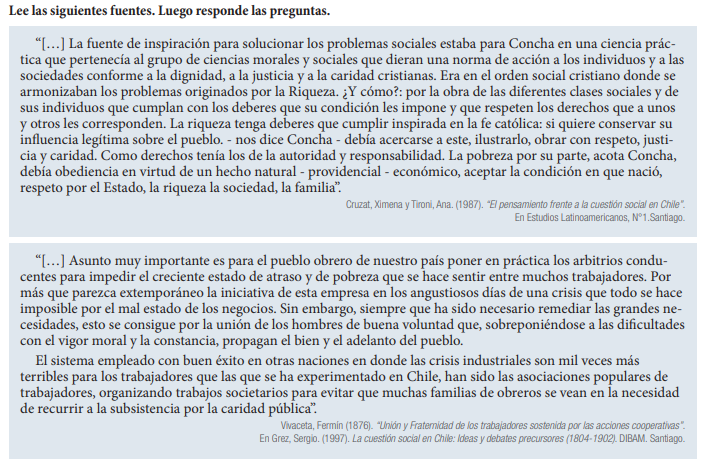 Lee las siguientes fuentes. Luego responde las preguntas.
“[…] La fuente de inspiración para solucionar los problemas sociales estaba para Concha en una ciencia prác-
tica que pertenecía al grupo de ciencias morales y sociales que dieran una norma de acción a los individuos y a las
sociedades conforme a la dignidad, a la justicia y a la caridad cristianas. Era en el orden social cristiano donde se
armonizaban los problemas originados por la Riqueza. ¿Y cómo?: por la obra de las diferentes clases sociales y de
sus individuos que cumplan con los deberes que su condición les impone y que respeten los derechos que a unos
y otros les corresponden. La riqueza tenga deberes que cumplir inspirada en la fe católica: si quiere conservar su
influencia legítima sobre el pueblo. - nos dice Concha - debía acercarse a este, ilustrarlo, obrar con respeto, justi-
cia y caridad. Como derechos tenía los de la autoridad y responsabilidad. La pobreza por su parte, acota Concha,
debía obediencia en virtud de un hecho natural - providencial - económico, aceptar la condición en que nació,
respeto por el Estado, la riqueza la sociedad, la familia”.
Cruzat, Ximena y Tironi, Ana. (1987). “El pensamiento frente a la cuestión social en Chile”.
En Estudios Latinoamericanos, N°1.Santiago.
“[…] Asunto muy importante es para el pueblo obrero de nuestro país poner en práctica los arbitrios condu-
centes para impedir el creciente estado de atraso y de pobreza que se hace sentir entre muchos trabajadores. Por
más que parezca extemporáneo la iniciativa de esta empresa en los angustiosos días de una crisis que todo se hace
imposible por el mal estado de los negocios. Sin embargo, siempre que ha sido necesario remediar las grandes ne-
cesidades, esto se consigue por la unión de los hombres de buena voluntad que, sobreponiéndose a las dificultades
con el vigor moral y la constancia, propagan el bien y el adelanto del pueblo.
El sistema empleado con buen éxito en otras naciones en donde las crisis industriales son mil veces más
terribles para los trabajadores que las que se ha experimentado en Chile, han sido las asociaciones populares de
trabajadores, organizando trabajos societarios para evitar que muchas familias de obreros se vean en la necesidad
de recurrir a la subsistencia por la caridad pública”.
Vivaceta, Fermín (1876). “Unión y Fraternidad de los trabajadores sostenida por las acciones cooperativas”.
En Grez, Sergio. (1997). La cuestión social en Chile: Ideas y debates precursores (1804-1902). DIBAM. Santiago.